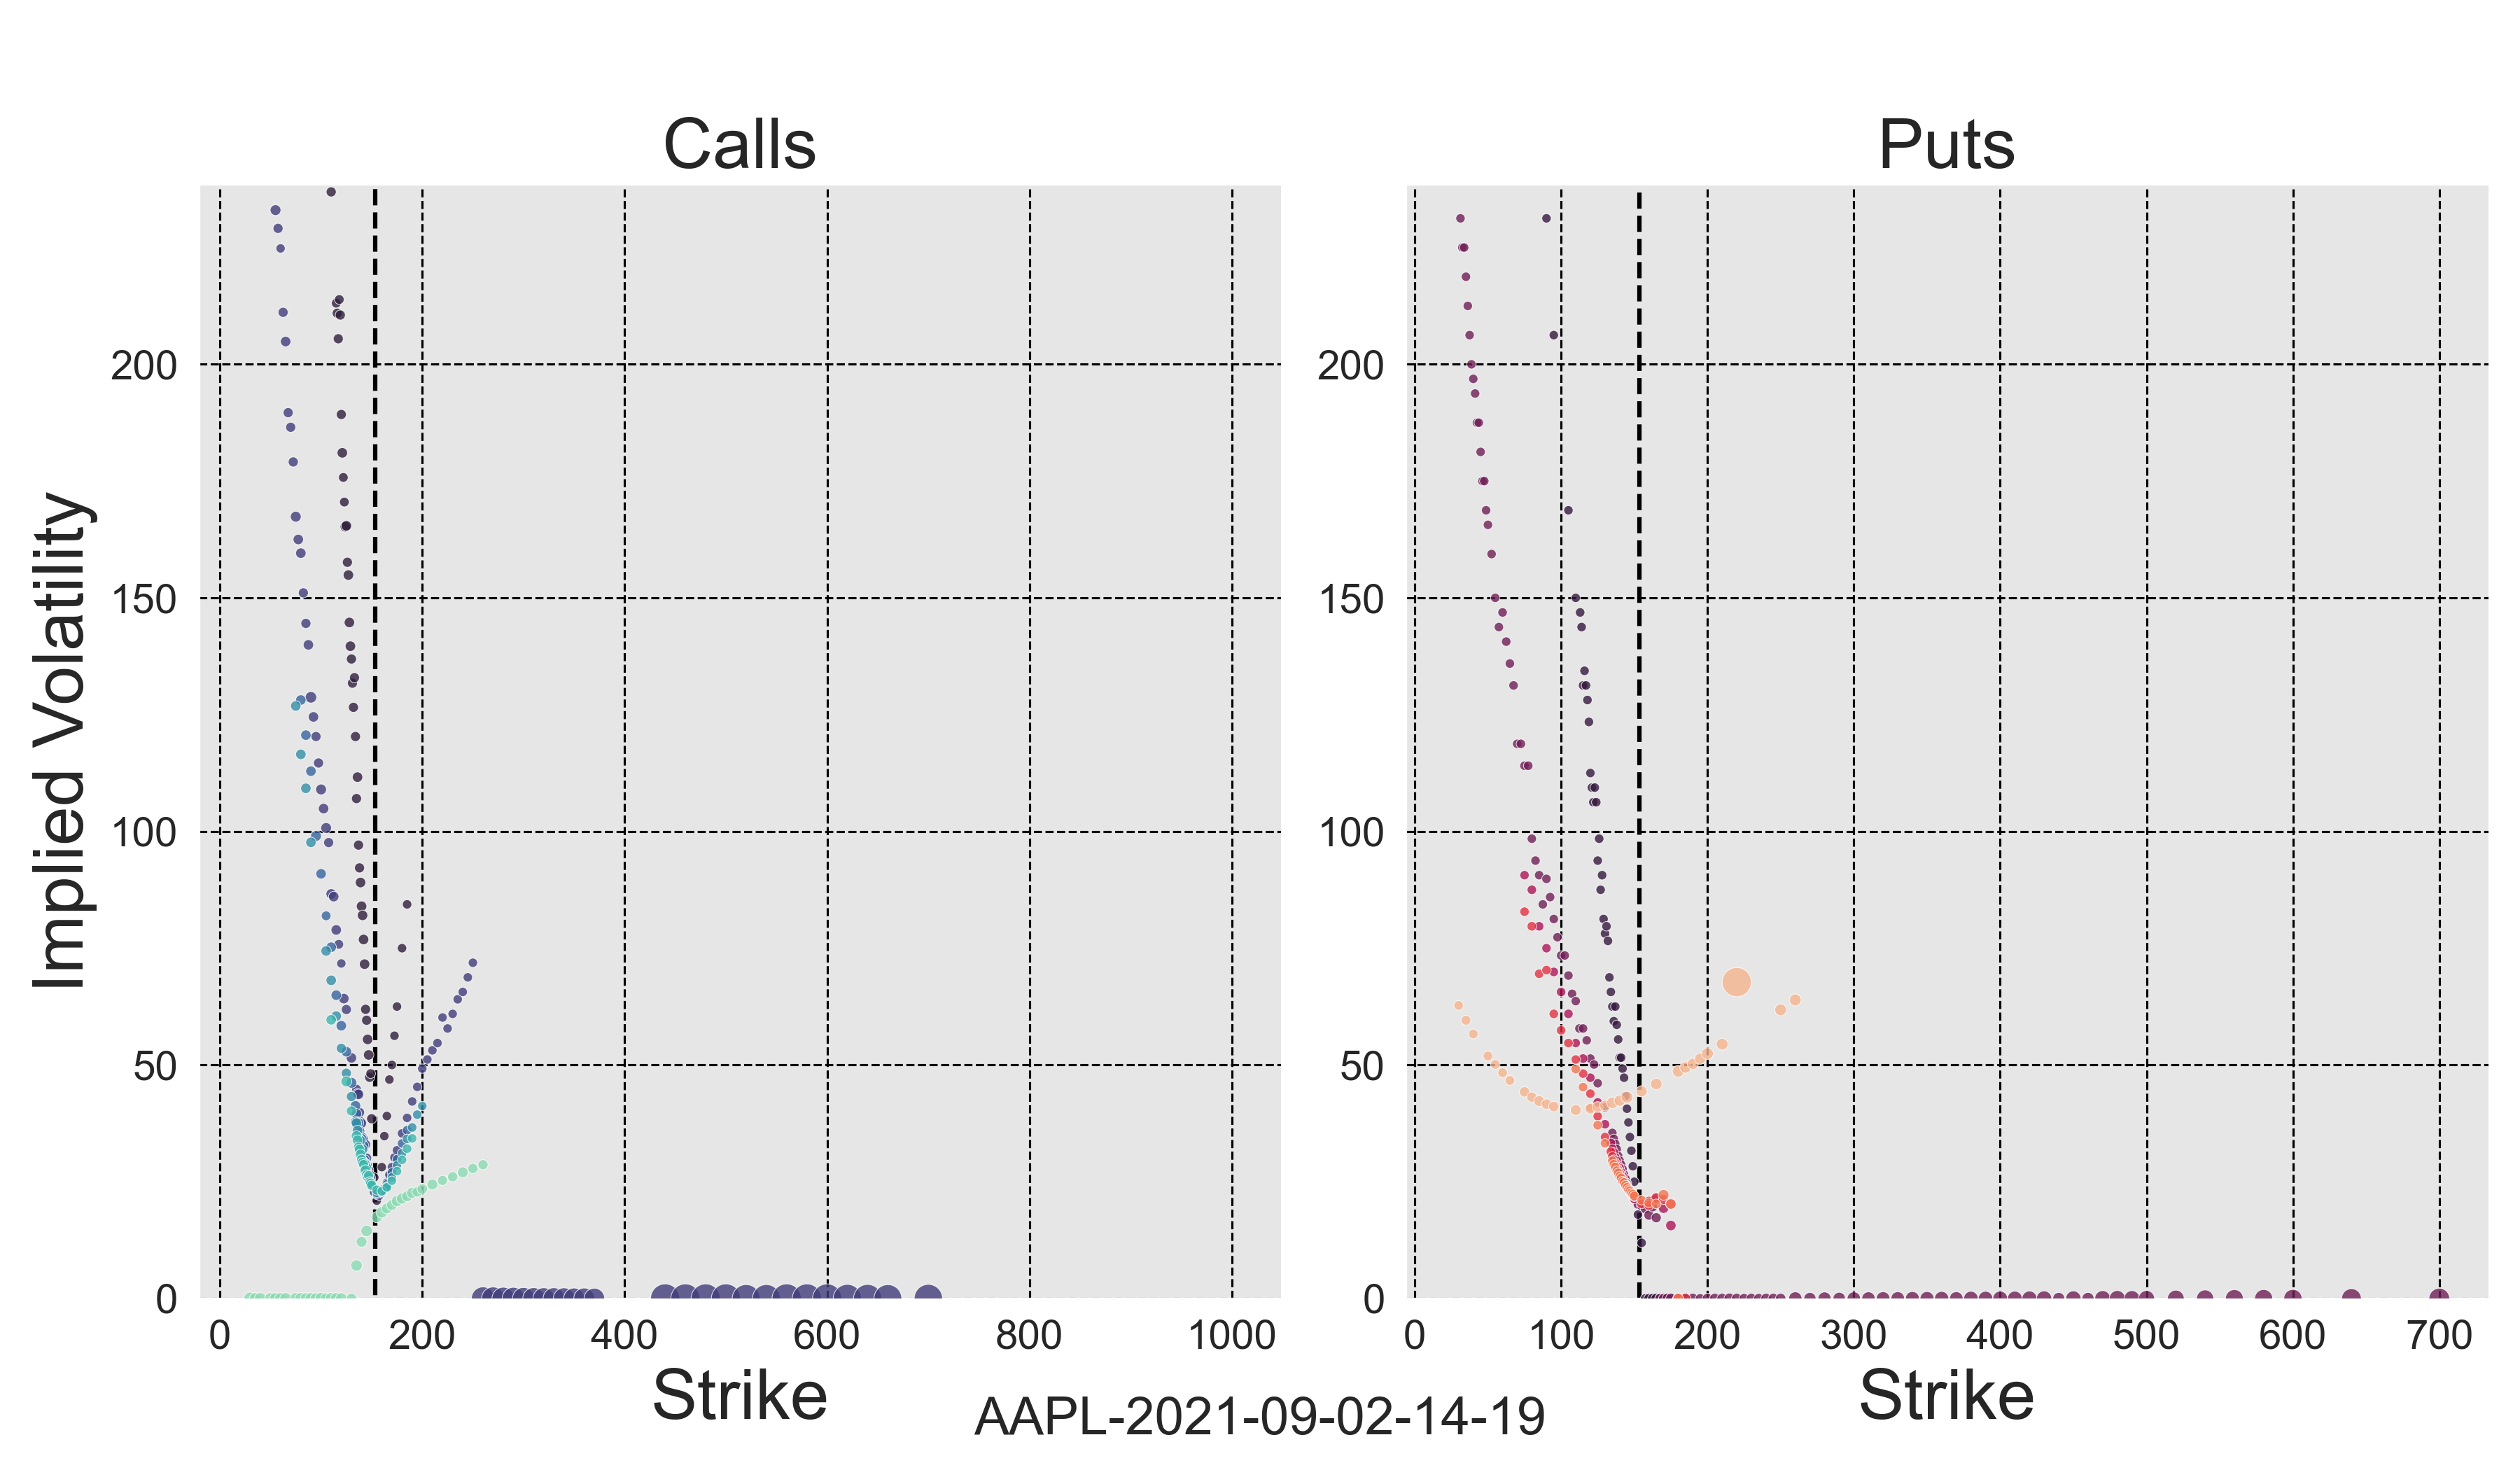 Calls Puts
Implied Volatility
200 200
150 150
100 100
50 50
0 0
0 200 400 600 800 1000 0 100 200 300 400 500 600 700
Strike Strike
AAPL-2021-09-02-14-19